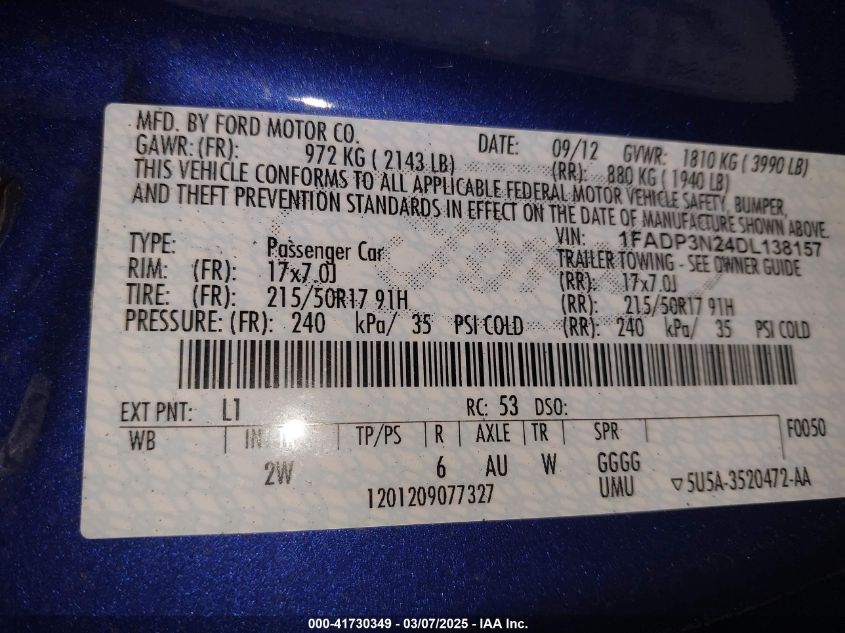 MFD. BY FORD MOTOR CO. DATE: 09/12 GVWR: 1810 KG ( 3990 LB)
GAWR: (FR): 972 KG ( 2143 LB) (RR): 880 KG ( 1940 LB)
THIS VEHICLE CONFORMS TO ALL APPLICABLE FEDERAL MOTOR VEHICLE SAFETY, BUMPER,
AND THEFT PREVENTION STANDARDS IN EFFECT ON THE DATE OF MANUFACTURE SHOWN ABOVE.
VIN: 1FADP3N24DL138157
TYPE: Passenger Car TRAILER TOWING - SEE OWNER GUIDE
RIM: (FR): 17x7.0J (RR): 17x7.0J
TIRE: (FR): 215/50R17 91H (RR): 215/50R17 91H
PRESSURE: (FR): 240 kPa/ 35 PSI COLD (RR): 240 kPa/ 35 PSI COLD
EXT PNT: L1 RC: 53 DSO:
WB TP/PS R AXLE TR SPR F0050
2W 6 AU W GGGG
1201209077327 UMU ▽5U5A-3520472-AA
000-41730349 — 03/07/2025 — IAA Inc.